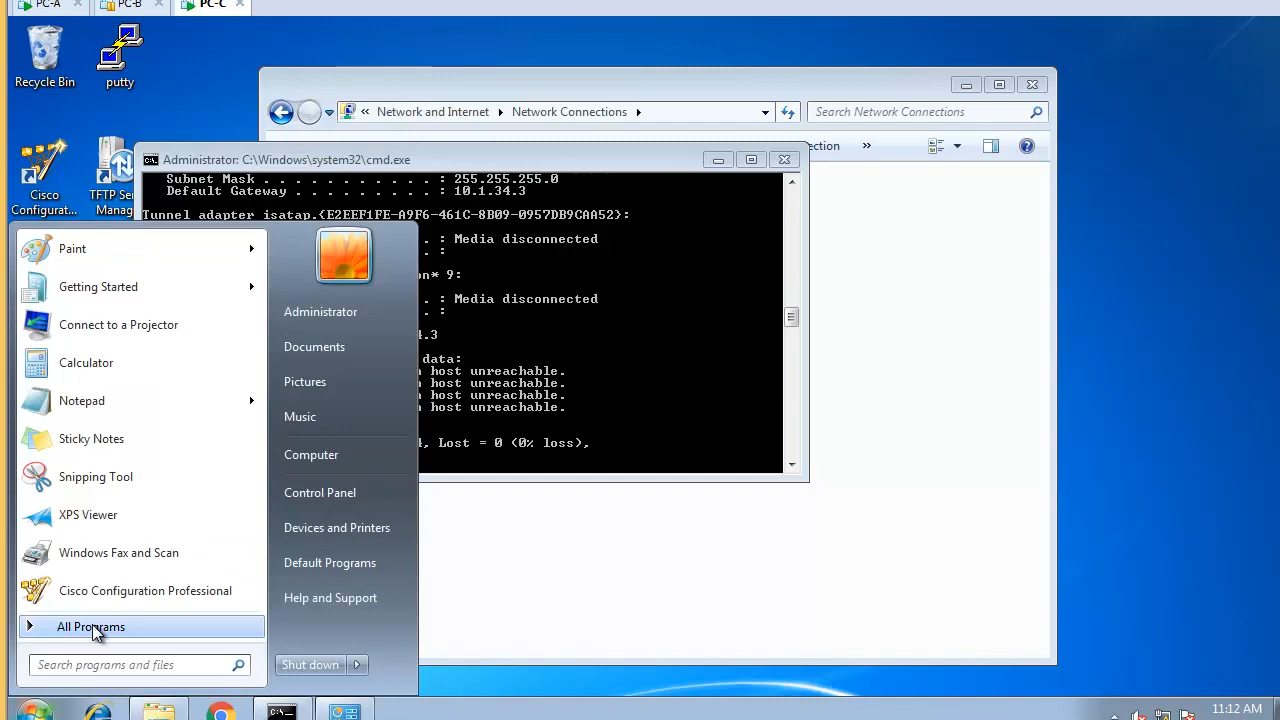 PC-A
PC-B
PC-C
Recycle Bin
putty
Network and Internet
Network Connections
Search Network Connections
Cisco
Configurat...
TFTP Se
Manag
Administrator: C:\Windows\system32\cmd.exe
Subnet Mask . . . . . . . . . . . : 255.255.255.0
Default Gateway . . . . . . . . . : 10.1.34.3
Tunnel adapter isatap.{E2EEF1FE-A9F6-461C-8B09-0957DB9CAA52}:
. : Media disconnected
. :
on* 9:
. : Media disconnected
. :
4.3
data:
host unreachable.
host unreachable.
host unreachable.
host unreachable.
4, Lost = 0 (0% loss),
Paint
Getting Started
Connect to a Projector
Calculator
Notepad
Sticky Notes
Snipping Tool
XPS Viewer
Windows Fax and Scan
Cisco Configuration Professional
All Programs
Search programs and files
Administrator
Documents
Pictures
Music
Computer
Control Panel
Devices and Printers
Default Programs
Help and Support
Shut down
11:12 AM